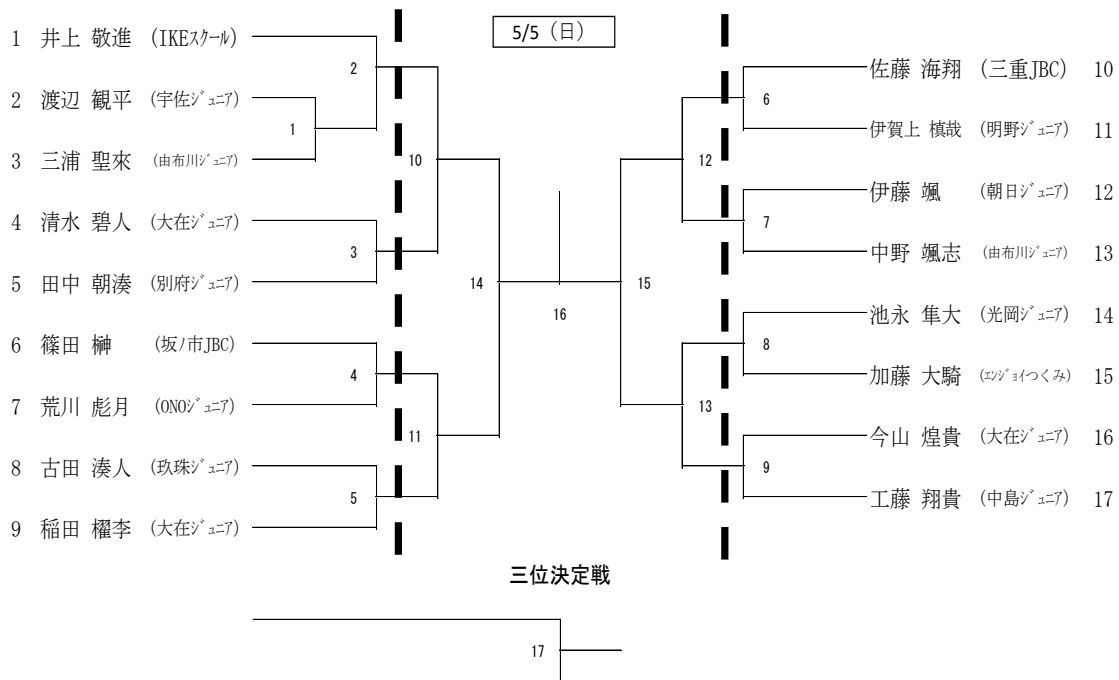 5/5（日）
1 井上 敬進 (IKEスクール)
2 渡辺 観平 (宇佐ジュニア)
3 三浦 聖來 (由布川ジュニア)
4 清水 碧人 (大在ジュニア)
5 田中 朝湊 (別府ジュニア)
6 篠田 榊 (坂ノ市JBC)
7 荒川 彪月 (ONOジュニア)
8 古田 湊人 (玖珠ジュニア)
9 稲田 櫂李 (大在ジュニア)
1
2
3
4
5
10
11
14
16
15
12
13
6
7
8
9
佐藤 海翔 (三重JBC) 10
伊賀上 槙哉 (明野ジュニア) 11
伊藤 颯 (朝日ジュニア) 12
中野 颯志 (由布川ジュニア) 13
池永 隼大 (光岡ジュニア) 14
加藤 大騎 (エンジョイつくみ) 15
今山 煌貴 (大在ジュニア) 16
工藤 翔貴 (中島ジュニア) 17
三位決定戦
17